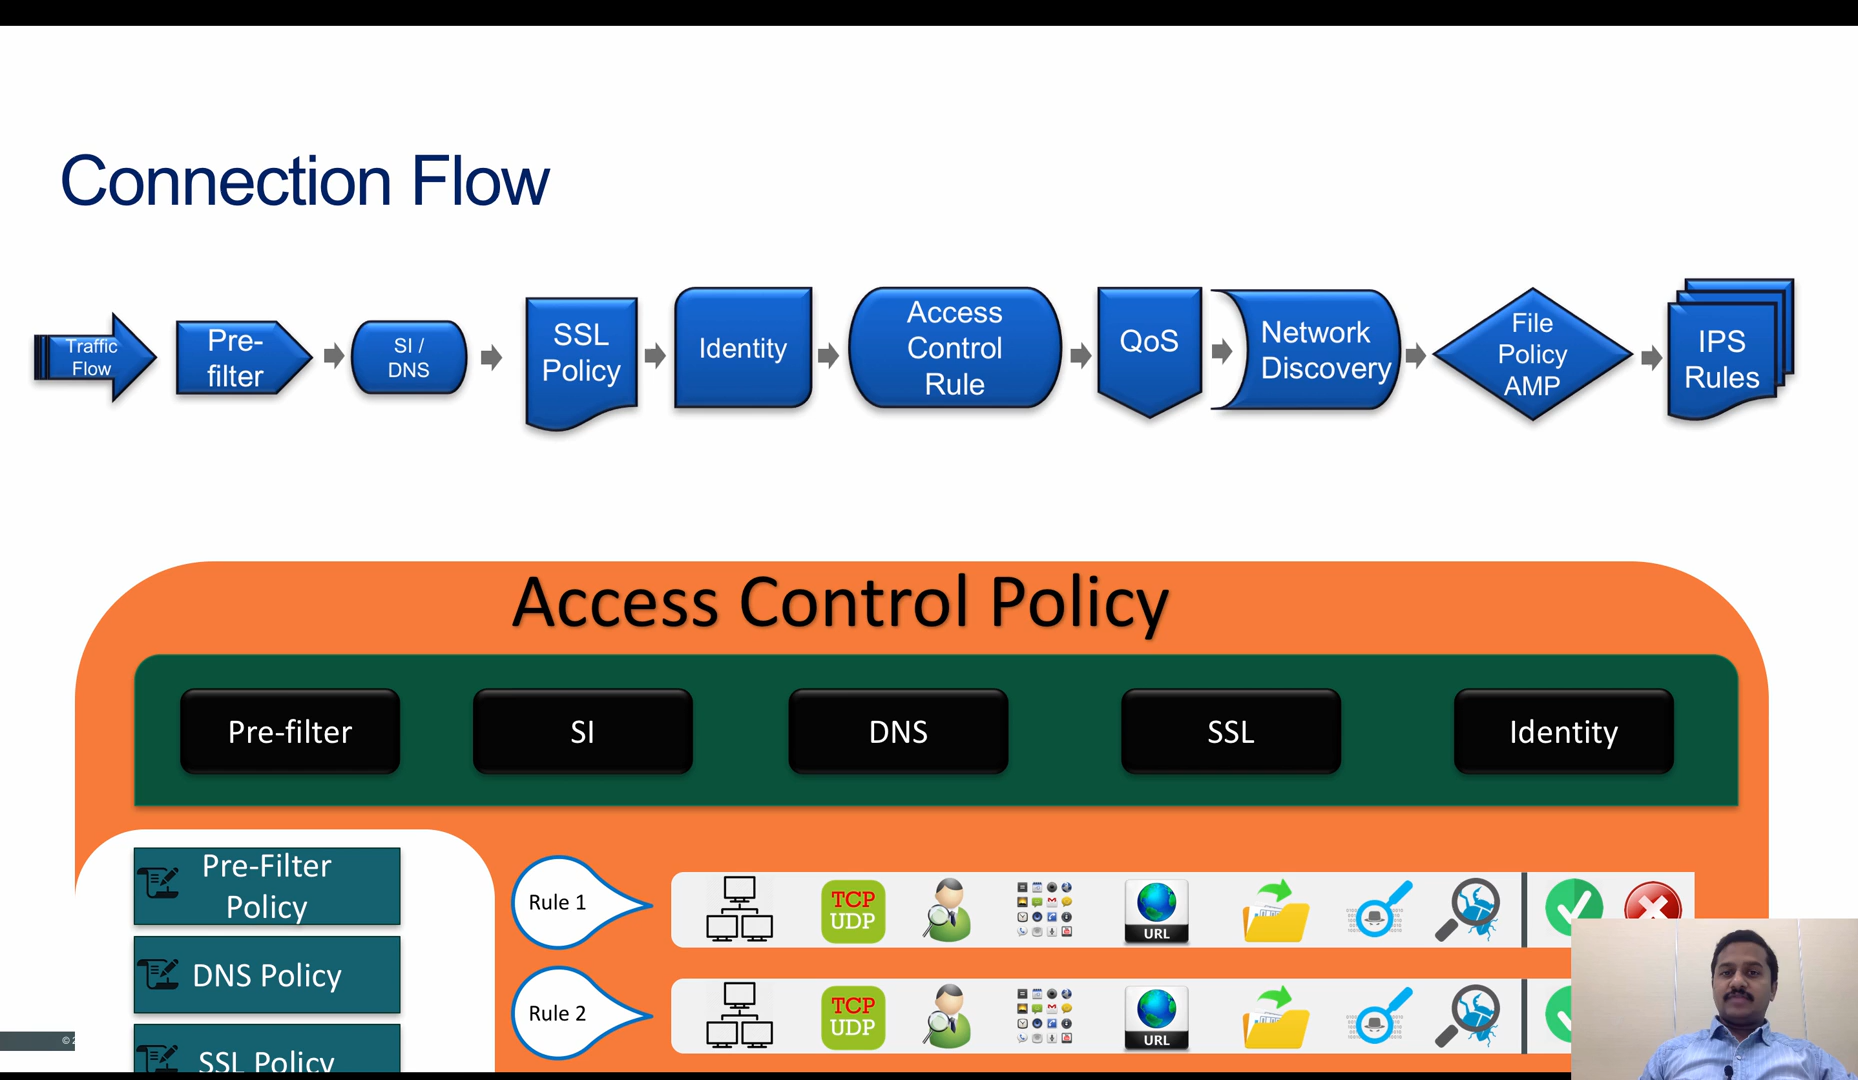 Connection Flow
Traffic
Flow
Pre-
filter
SI /
DNS
SSL
Policy
Identity
Access
Control
Rule
QoS
Network
Discovery
File
Policy
AMP
IPS
Rules
Access Control Policy
Pre-filter
SI
DNS
SSL
Identity
Pre-Filter
Policy
DNS Policy
SSL Policy
Rule 1
TCP
UDP
URL
Rule 2
TCP
UDP
URL
©